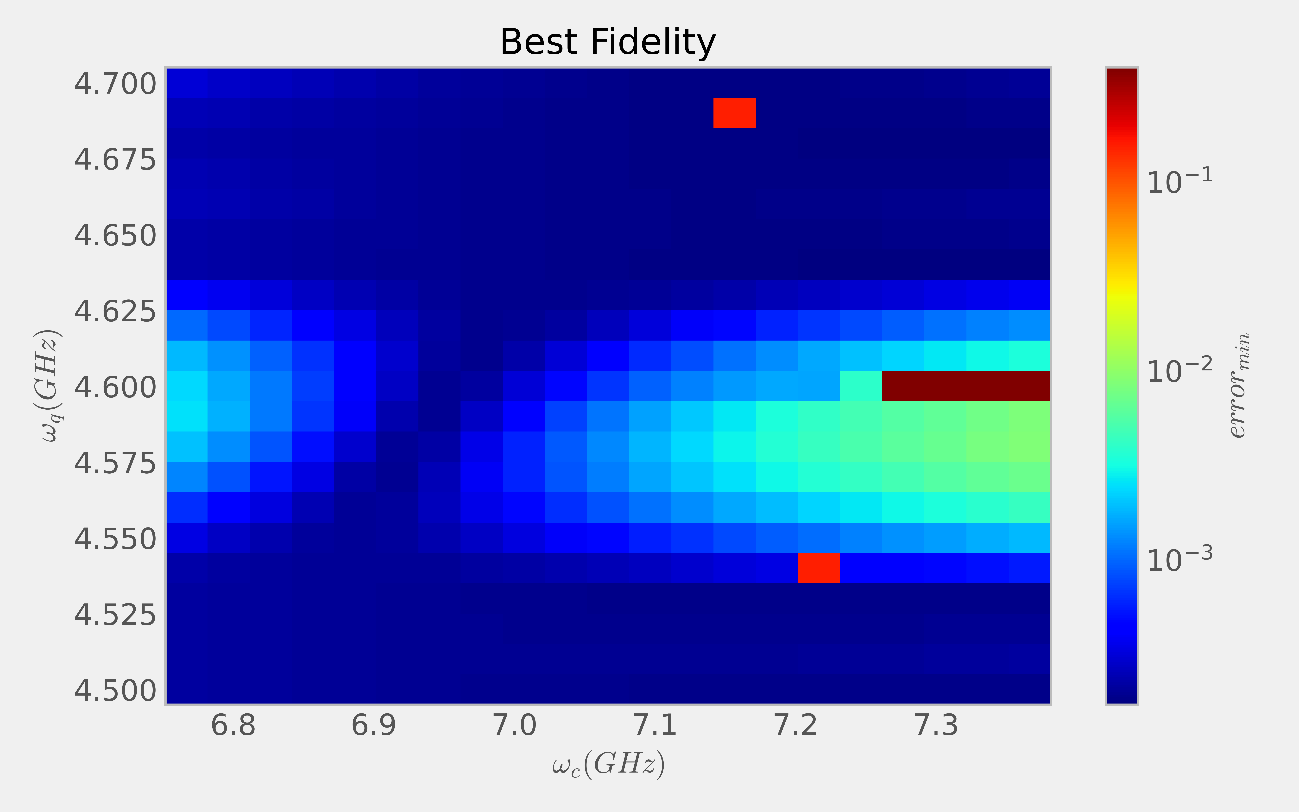 Best Fidelity
4.700
4.675
4.650
4.625
4.600
4.575
4.550
4.525
4.500
ω_q(GHz)
6.8 6.9 7.0 7.1 7.2 7.3
ω_c(GHz)
10⁻¹
10⁻²
10⁻³
error_min